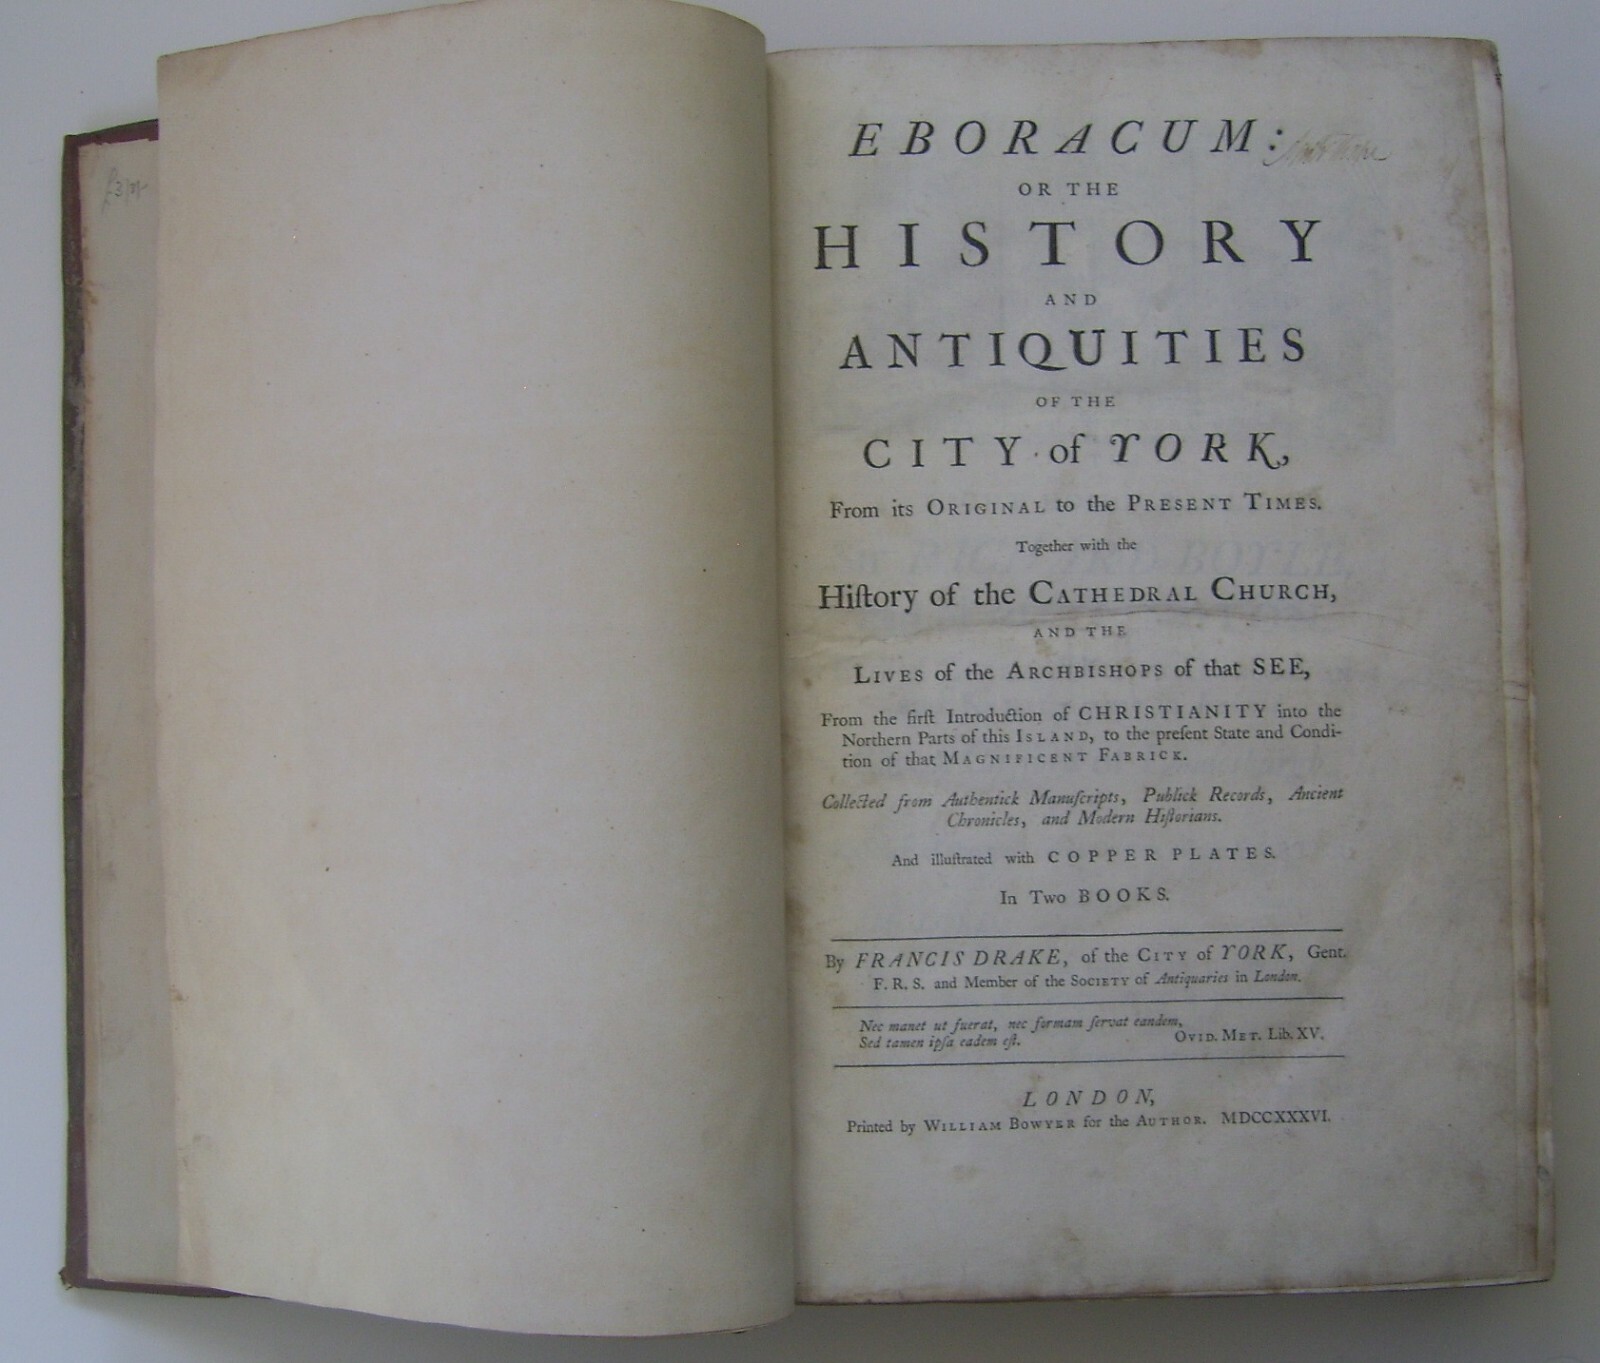 EBORACUM:
OR THE
HISTORY
AND
ANTIQUITIES
OF THE
CITY of YORK,
From its ORIGINAL to the PRESENT TIMES.
Together with the
Hiſtory of the CATHEDRAL CHURCH,
AND THE
LIVES of the ARCHBISHOPS of that SEE,
From the firſt Introduction of CHRISTIANITY into the
Northern Parts of this ISLAND, to the preſent State and Condi-
tion of that MAGNIFICENT FABRICK.
Collected from Authentick Manuſcripts, Publick Records, Ancient
Chronicles, and Modern Hiſtorians.
And illuſtrated with COPPER PLATES.
In Two BOOKS.
By FRANCIS DRAKE, of the CITY of YORK, Gent.
F. R. S. and Member of the SOCIETY of Antiquaries in London.
Nec manet ut fuerat, nec formam ſervat eandem,
Sed tamen ipſa eadem eſt. OVID. MET. Lib. XV.
LONDON,
Printed by WILLIAM BOWYER for the AUTHOR. MDCCXXXVI.